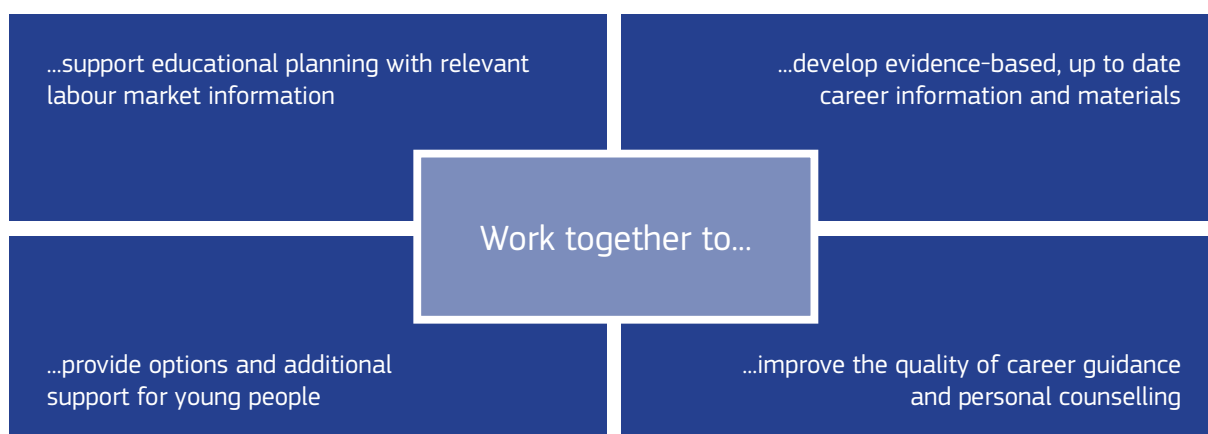 ...support educational planning with relevant
labour market information
...develop evidence-based, up to date
career information and materials
Work together to...
...provide options and additional
support for young people
...improve the quality of career guidance
and personal counselling